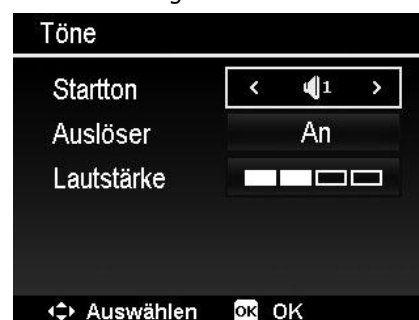 Töne
Startton < 1 >
Auslöser An
Lautstärke
Auswählen OK OK